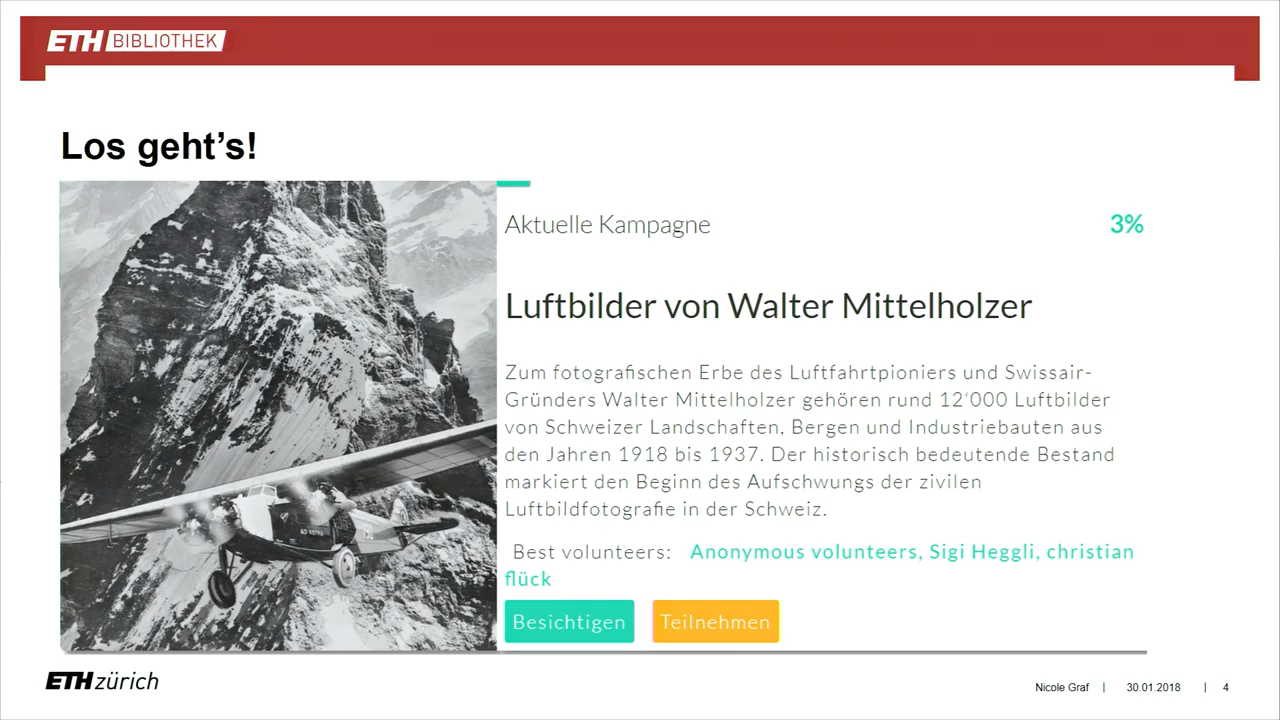 ETH BIBLIOTHEK
Los geht’s!
Aktuelle Kampagne 3%
Luftbilder von Walter Mittelholzer
Zum fotografischen Erbe des Luftfahrtpioniers und Swissair-
Gründers Walter Mittelholzer gehören rund 12‘000 Luftbilder
von Schweizer Landschaften, Bergen und Industriebauten aus
den Jahren 1918 bis 1937. Der historisch bedeutende Bestand
markiert den Beginn des Aufschwungs der zivilen
Luftbildfotografie in der Schweiz.
Best volunteers: Anonymous volunteers, Sigi Heggli, christian
flück
Besichtigen Teilnehmen
ETH zürich
Nicole Graf | 30.01.2018 | 4